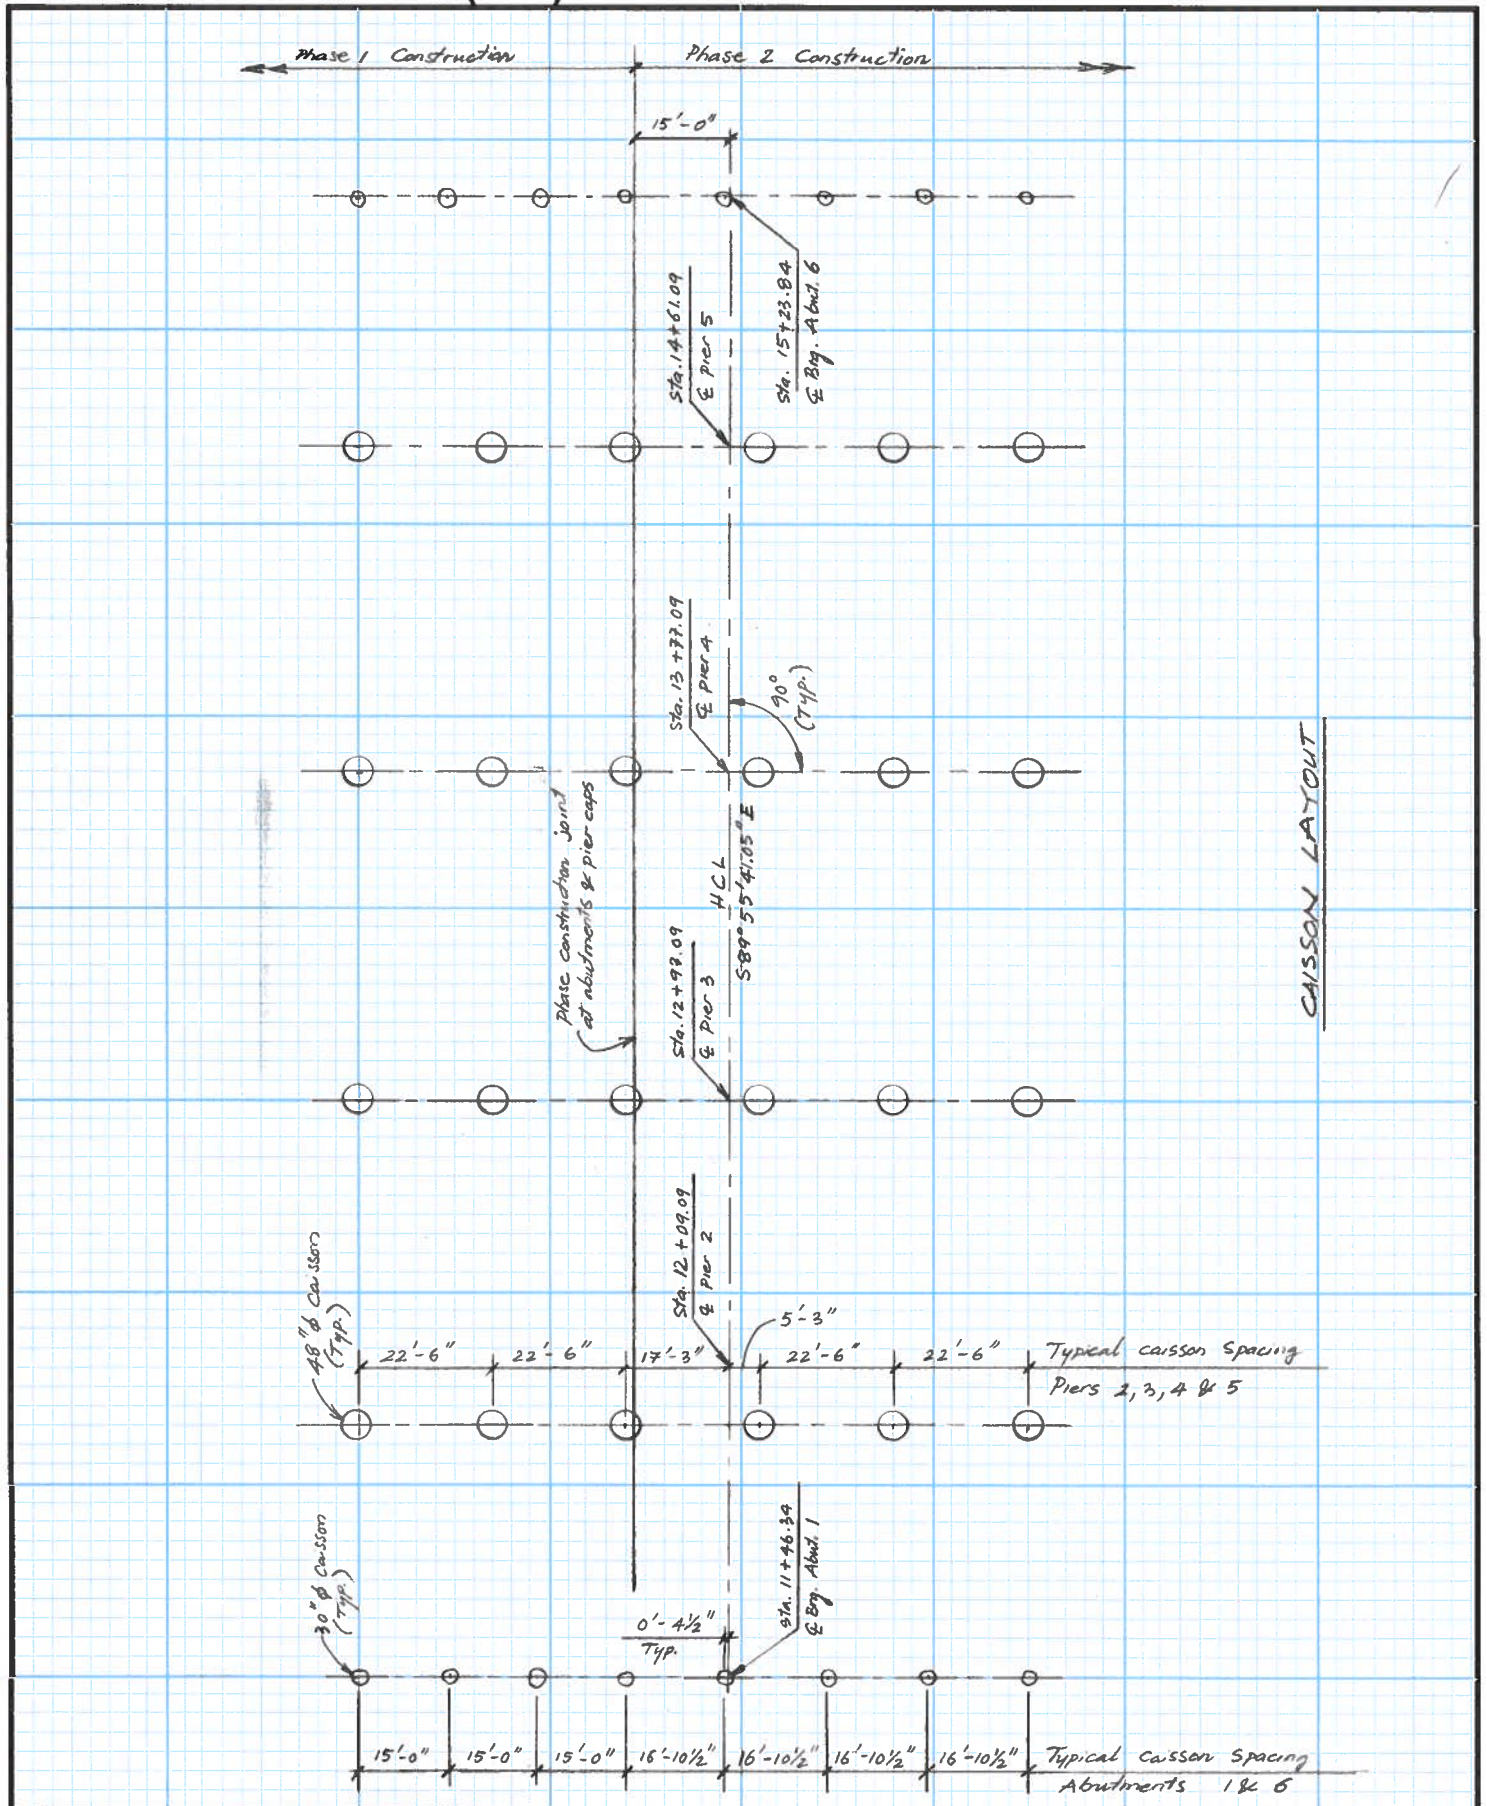 Phase 1 Construction
Phase 2 Construction
15'-0"
Sta. 14+61.09
℄ Pier 5
Sta. 15+23.84
℄ Brg. Abut. 6
Sta. 13+77.09
℄ Pier 4
90°
(Typ.)
Phase construction joint
at abutments & pier caps
HCL
S89°55'41.05"E
CAISSON LAYOUT
Sta. 12+93.09
℄ Pier 3
Sta. 12+09.09
℄ Pier 2
48"ϕ Caisson
(Typ.)
5'-3"
22'-6"
22'-6"
17'-3"
22'-6"
22'-6"
Typical caisson Spacing
Piers 2, 3, 4 & 5
30"ϕ Caisson
(Typ.)
Sta. 11+46.34
℄ Brg. Abut. 1
0'-4½"
Typ.
15'-0"
15'-0"
15'-0"
16'-10½"
16'-10½"
16'-10½"
16'-10½"
Typical caisson Spacing
Abutments 1 & 6